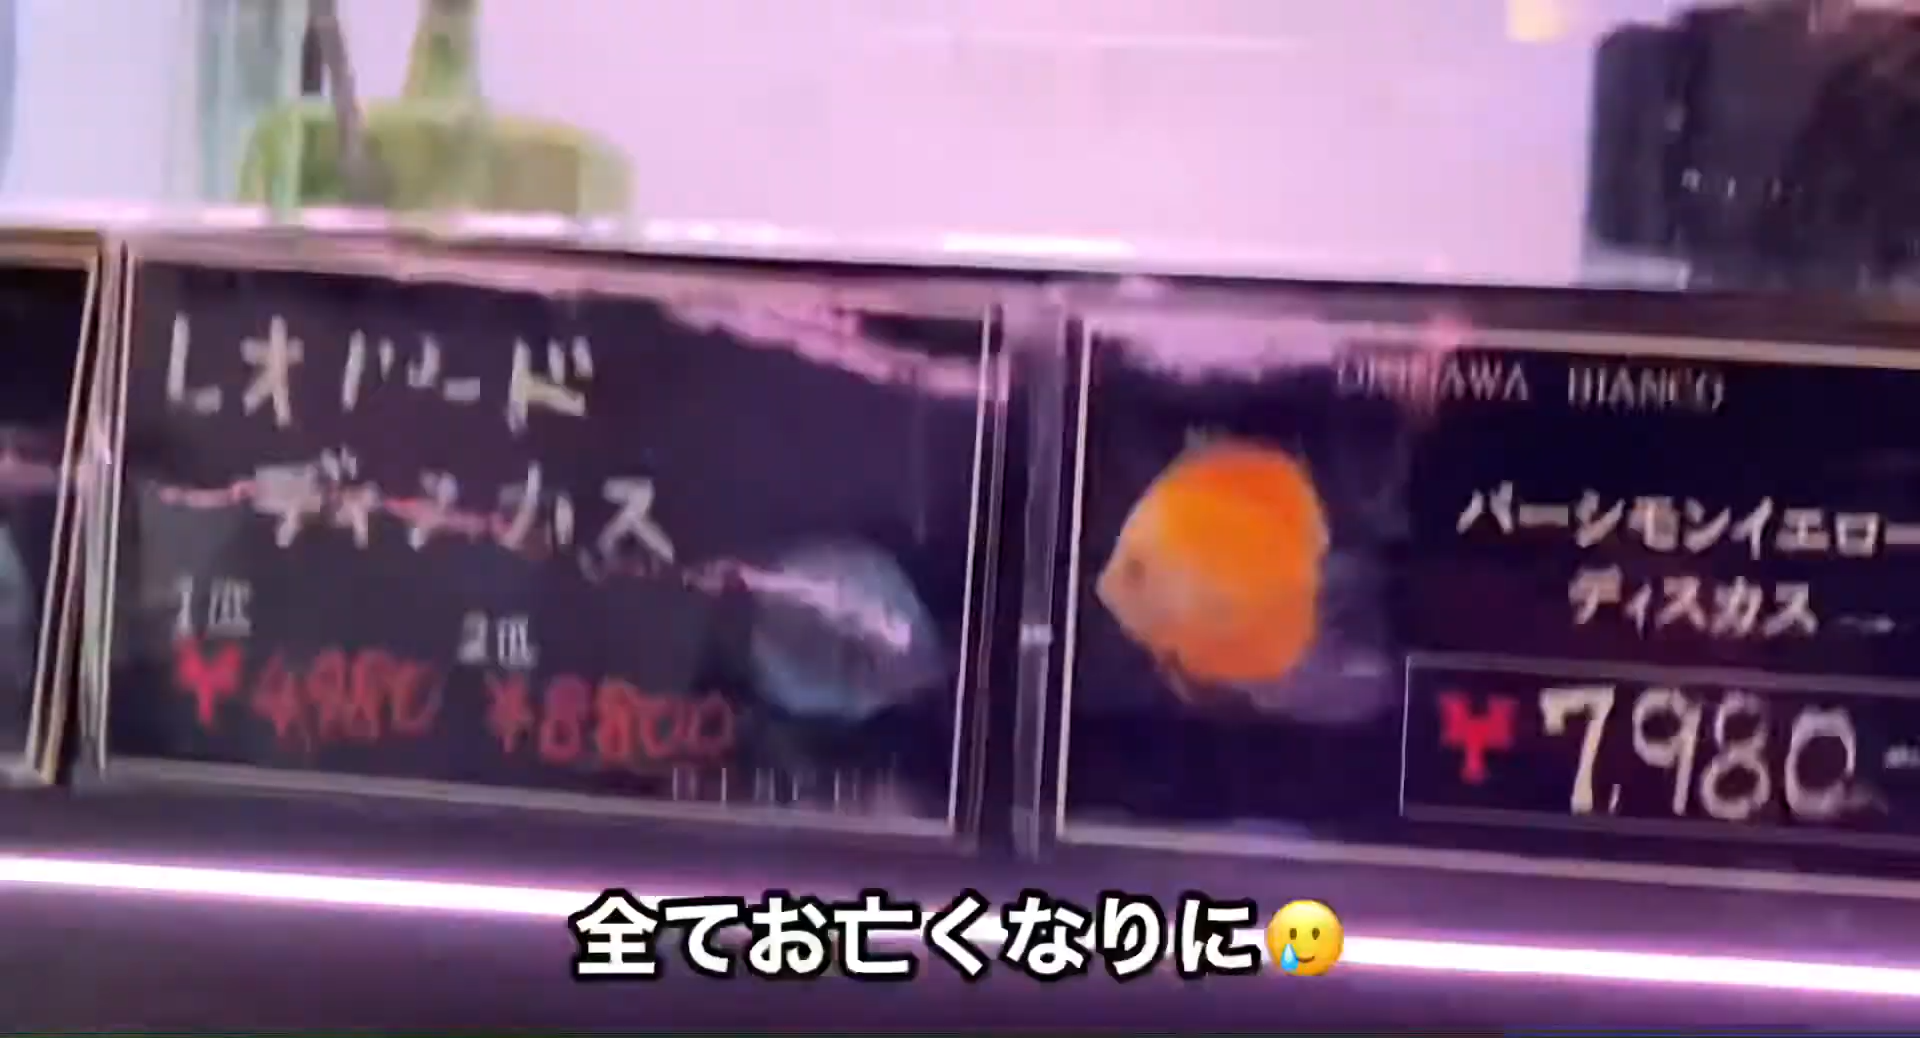 レオパード
ディスカス
1匹
2匹
¥4980 ¥8800
BIANCO
パーシモンイエロー
ディスカス
¥7,980
全てお亡くなりに🥲